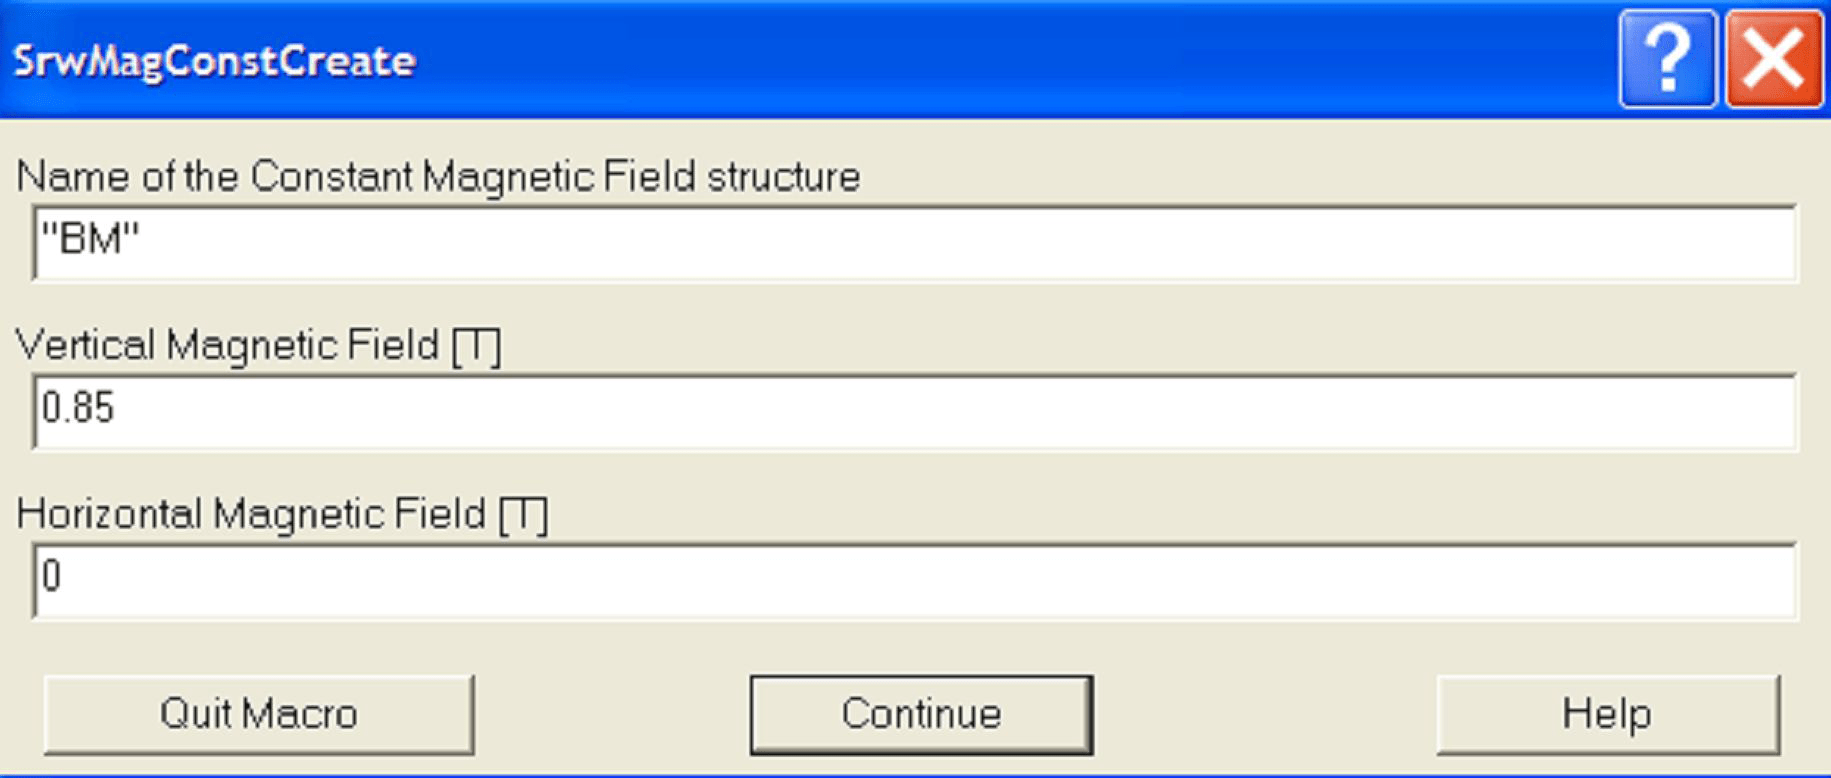 SrwMagConstCreate
Name of the Constant Magnetic Field structure
"BM"
Vertical Magnetic Field [T]
0.85
Horizontal Magnetic Field [T]
0
Quit Macro Continue Help